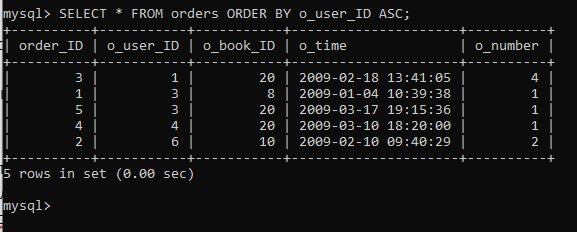 mysql> SELECT * FROM orders ORDER BY o_user_ID ASC;
+----------+-----------+-----------+---------------------+----------+
| order_ID | o_user_ID | o_book_ID | o_time              | o_number |
+----------+-----------+-----------+---------------------+----------+
|        3 |         1 |        20 | 2009-02-18 13:41:05 |        4 |
|        1 |         3 |         8 | 2009-01-04 10:39:38 |        1 |
|        5 |         3 |        20 | 2009-03-17 19:15:36 |        1 |
|        4 |         4 |        20 | 2009-03-10 18:20:00 |        1 |
|        2 |         6 |        10 | 2009-02-10 09:40:29 |        2 |
+----------+-----------+-----------+---------------------+----------+
5 rows in set (0.00 sec)
mysql>